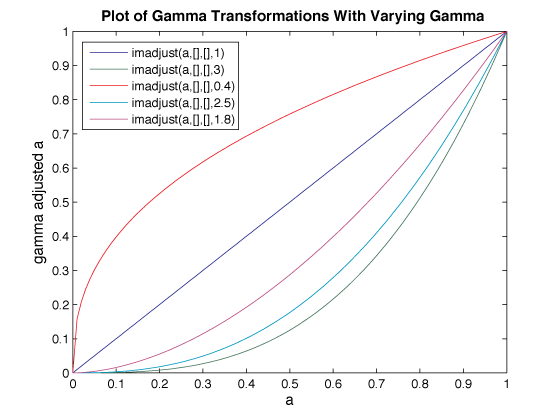 Plot of Gamma Transformations With Varying Gamma
imadjust(a,[],[],1)
imadjust(a,[],[],3)
imadjust(a,[],[],0.4)
imadjust(a,[],[],2.5)
imadjust(a,[],[],1.8)
gamma adjusted a
1
0.9
0.8
0.7
0.6
0.5
0.4
0.3
0.2
0.1
0
0 0.1 0.2 0.3 0.4 0.5 0.6 0.7 0.8 0.9 1
a